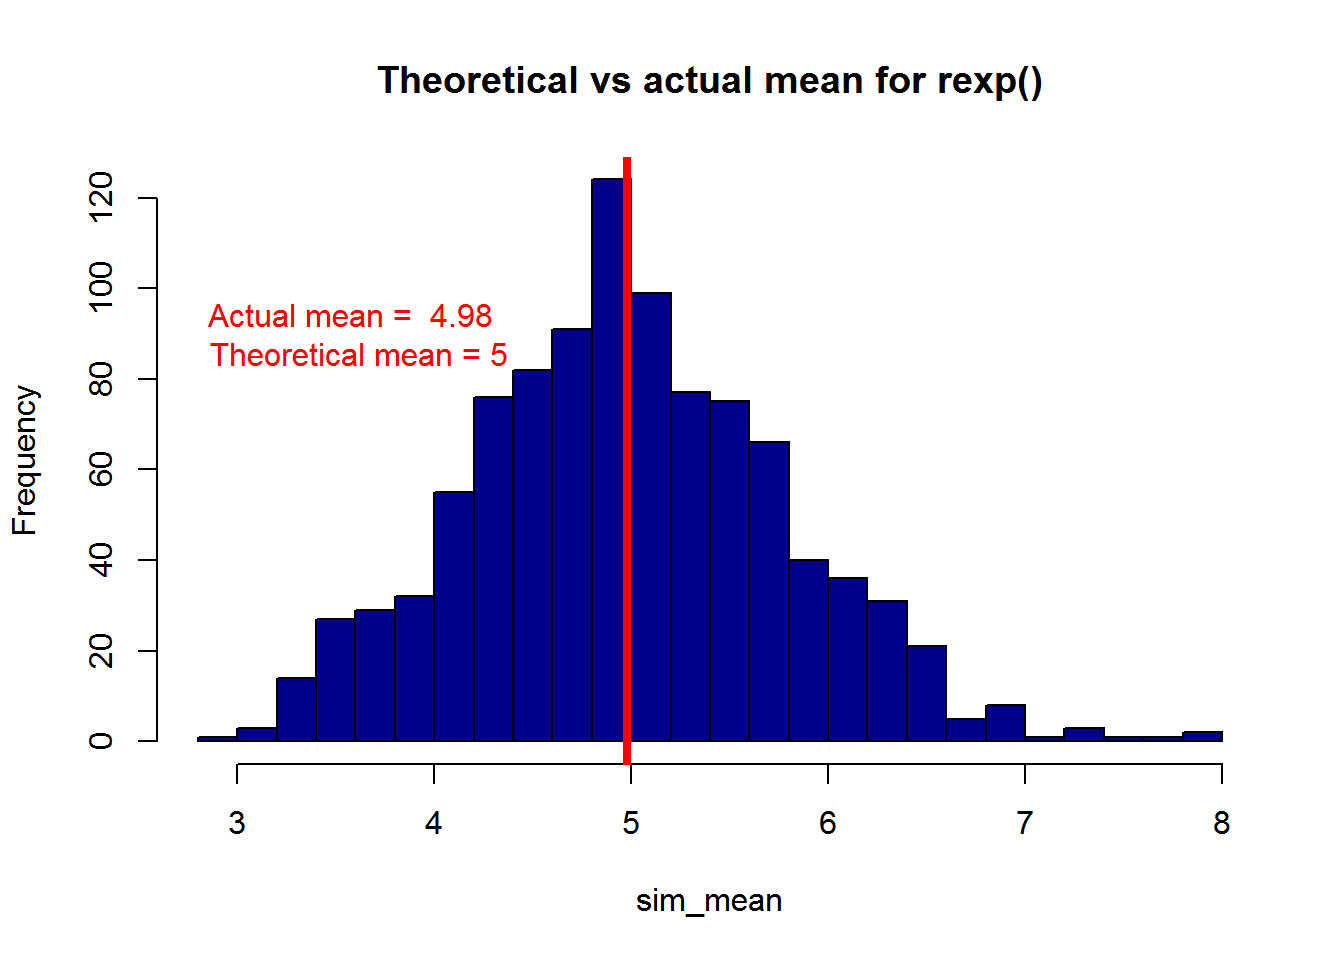 Theoretical vs actual mean for rexp()
120
100
80
60
40
20
0
Frequency
Actual mean =  4.98
Theoretical mean = 5
3 4 5 6 7 8
sim_mean